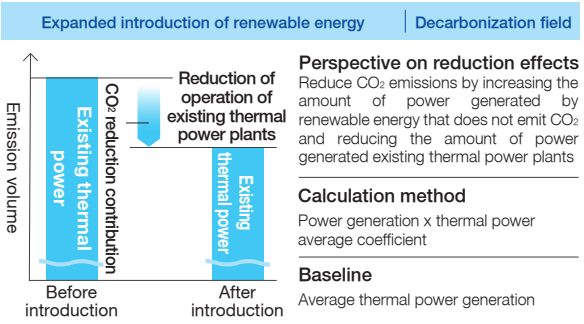 Expanded introduction of renewable energy
Decarbonization field
Emission volume
Existing thermal
power
CO2 reduction contribution
Reduction of
operation of
existing thermal
power plants
Existing
thermal power
Before
introduction
After
introduction
Perspective on reduction effects
Reduce CO2 emissions by increasing the
amount of power generated by
renewable energy that does not emit CO2
and reducing the amount of power
generated existing thermal power plants
Calculation method
Power generation x thermal power
average coefficient
Baseline
Average thermal power generation